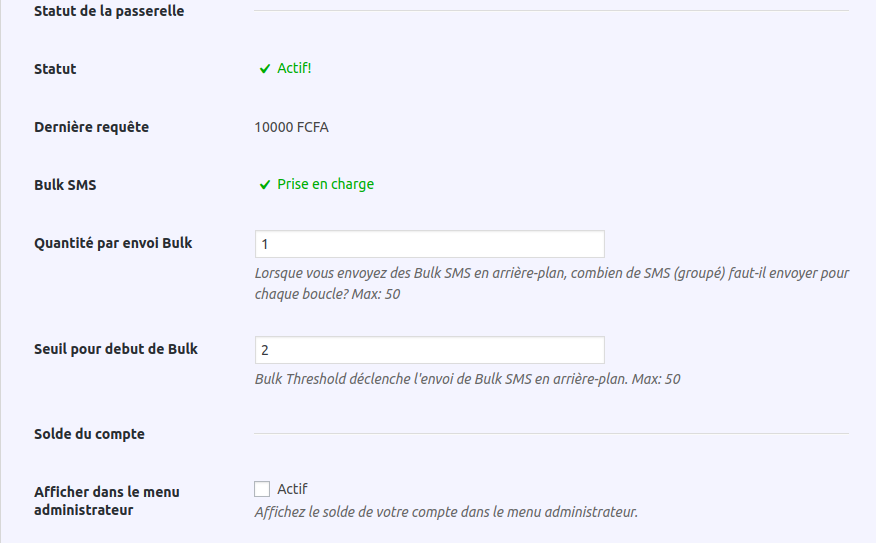 Statut de la passerelle
Statut
Actif!
Dernière requête
10000 FCFA
Bulk SMS
Prise en charge
Quantité par envoi Bulk
1
Lorsque vous envoyez des Bulk SMS en arrière-plan, combien de SMS (groupé) faut-il envoyer pour
chaque boucle? Max: 50
Seuil pour debut de Bulk
2
Bulk Threshold déclenche l'envoi de Bulk SMS en arrière-plan. Max: 50
Solde du compte
Afficher dans le menu
administrateur
Actif
Affichez le solde de votre compte dans le menu administrateur.